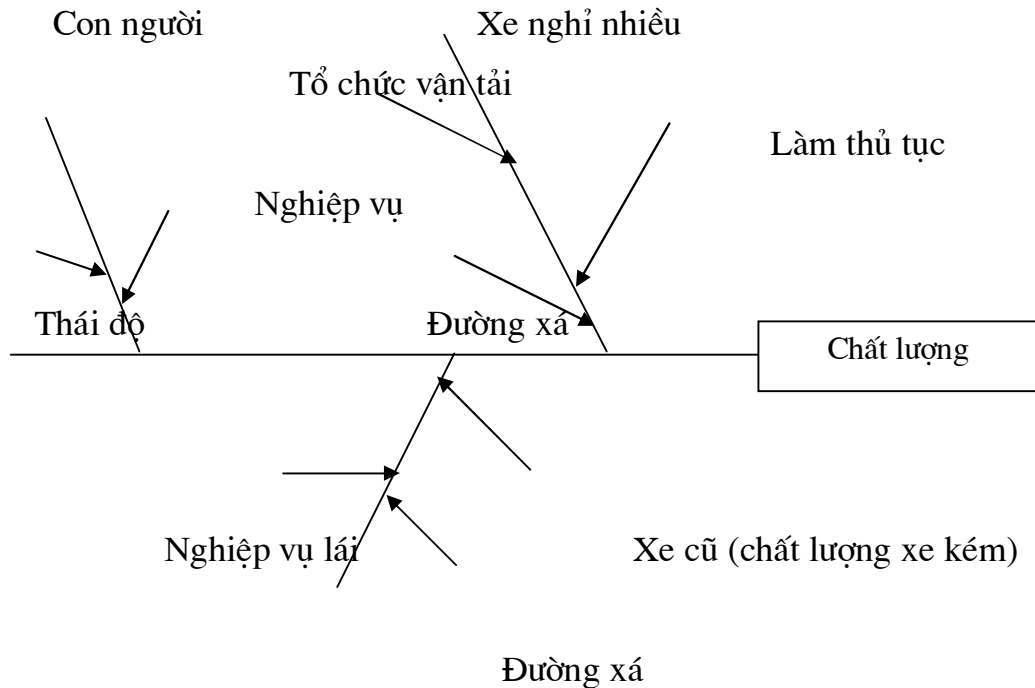 Con người
Xe nghỉ nhiều
Tổ chức vận tải
Làm thủ tục
Nghiệp vụ
Thái độ
Đường xá
Chất lượng
Nghiệp vụ lái
Xe cũ (chất lượng xe kém)
Đường xá